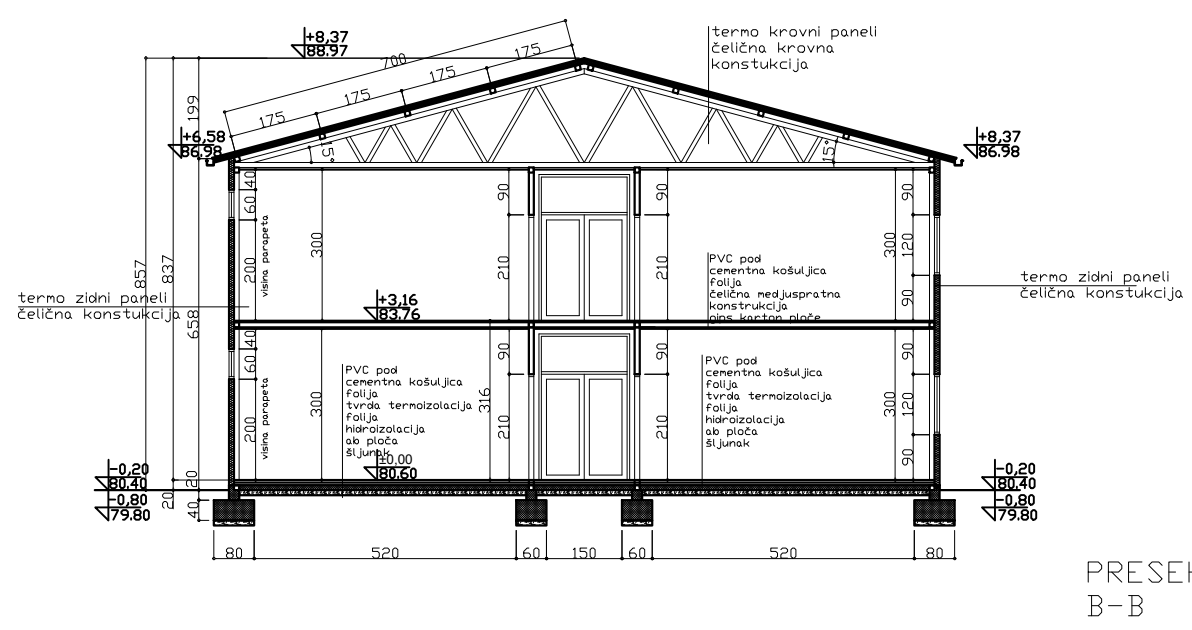 +8,37
88.97
700
175
175
175
175
termo krovni paneli
čelična krovna
konstukcija
199
+6,58
86.98
15°
15°
+8,37
86.98
40
60
200
visina parapeta
300
90
210
90
210
300
90
120
90
857
837
658
PVC pod
cementna košuljica
folija
čelična medjuspratna
konstrukcija
gips karton ploče
termo zidni paneli
čelična konstukcija
termo zidni paneli
čelična konstukcija
+3,16
83.76
40
60
200
visina parapeta
300
316
90
210
90
210
300
90
120
90
PVC pod
cementna košuljica
folija
tvrda termoizolacija
folija
hidroizolacija
ab ploča
šljunak
PVC pod
cementna košuljica
folija
tvrda termoizolacija
folija
hidroizolacija
ab ploča
šljunak
±0,00
80.60
-0,20
80.40
-0,80
79.80
20
20
40
-0,20
80.40
-0,80
79.80
80
520
60
150
60
520
80
PRESEK
B-B